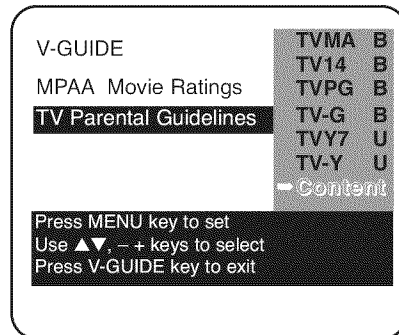 V-GUIDE
MPAA Movie Ratings
TV Parental Guidelines
TVMA B
TV14 B
TVPG B
TV-G B
TVY7 U
TV-Y U
Content
Press MENU key to set
Use ▲▼, – + keys to select
Press V-GUIDE key to exit